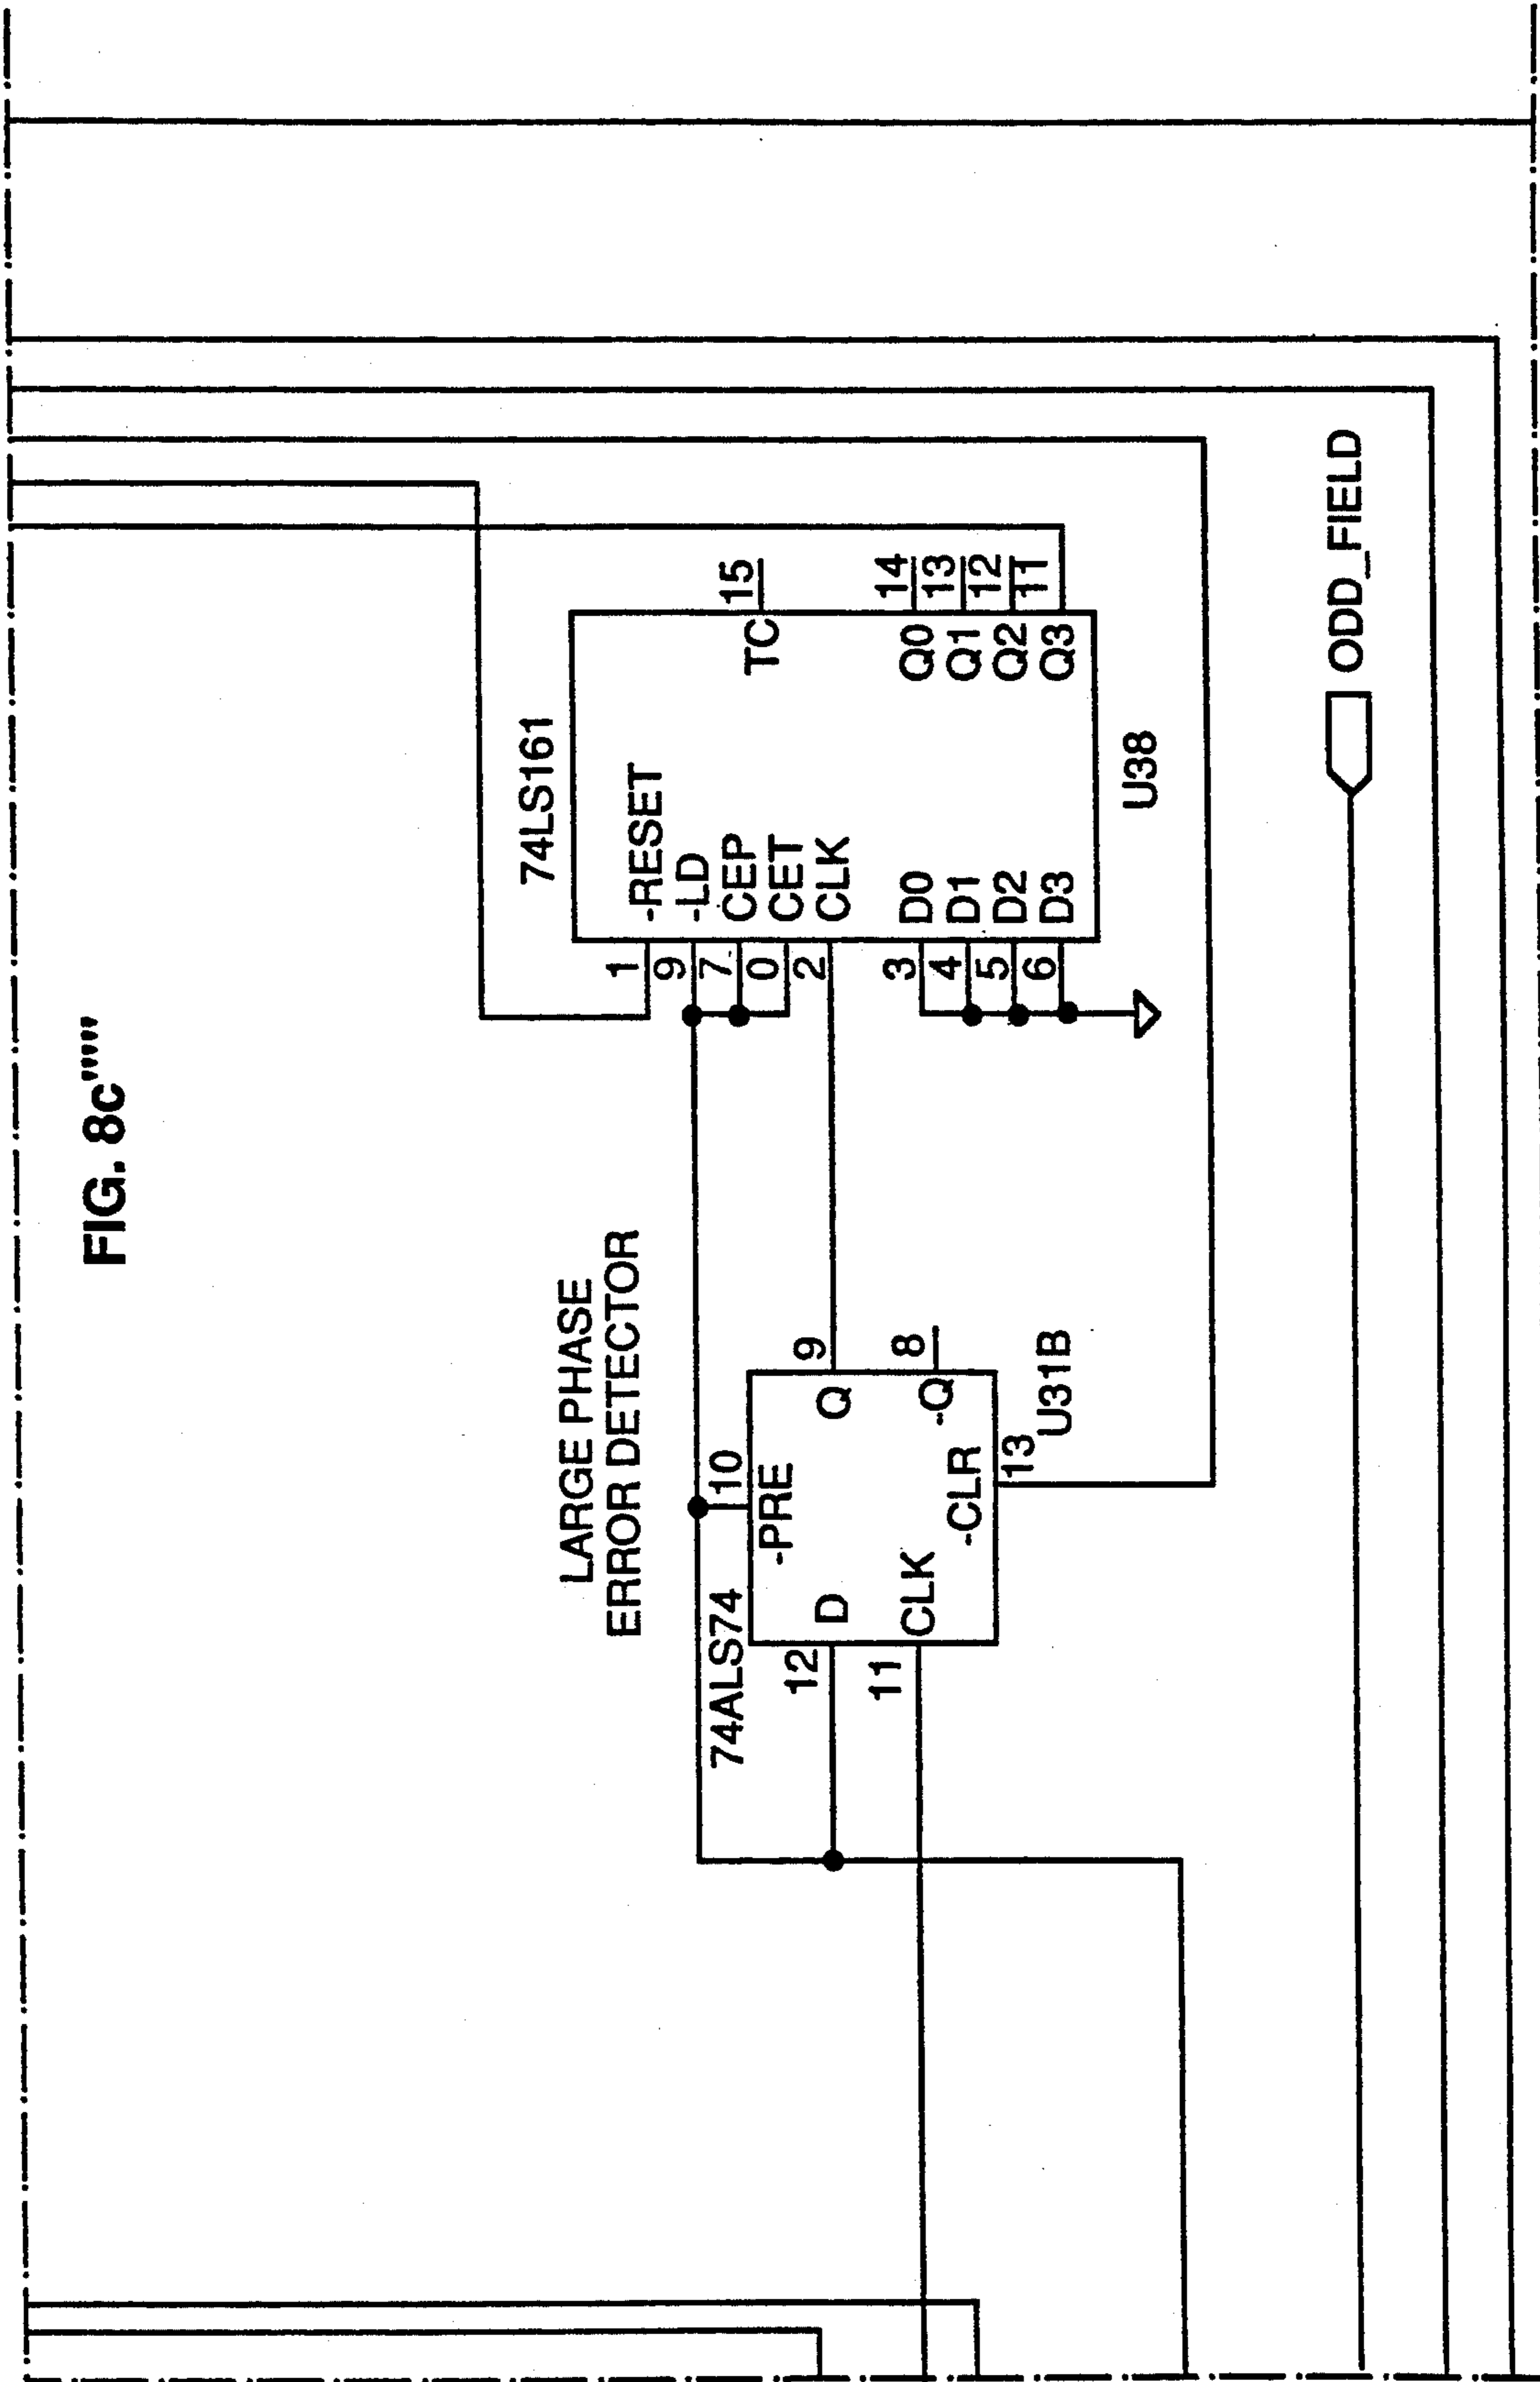 FIG. 8c'''''
LARGE PHASE
ERROR DETECTOR
74ALS74
10
-PRE
12
D
Q
9
11
CLK
-Q
8
-CLR
13
U31B
74LS161
1
-RESET
9
-LD
7
CEP
TC
15
0
CET
2
CLK
3
D0
Q0
14
4
D1
Q1
13
5
D2
Q2
12
6
D3
Q3
11
U38
ODD_FIELD